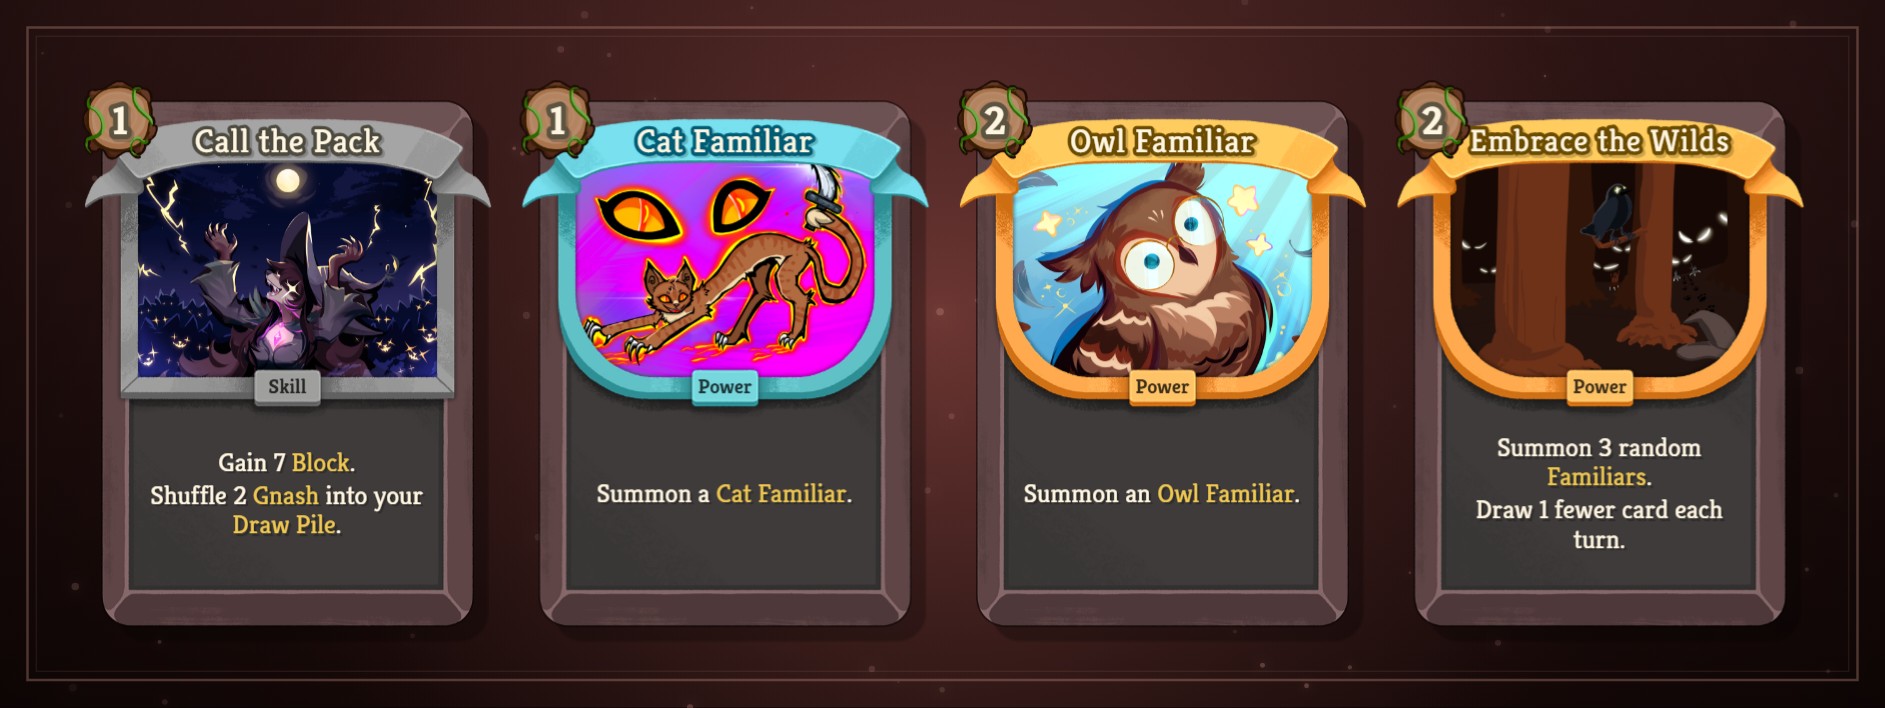 1
Call the Pack
Skill
Gain 7 Block.
Shuffle 2 Gnash into your
Draw Pile.
1
Cat Familiar
Power
Summon a Cat Familiar.
2
Owl Familiar
Power
Summon an Owl Familiar.
2
Embrace the Wilds
Power
Summon 3 random
Familiars.
Draw 1 fewer card each
turn.